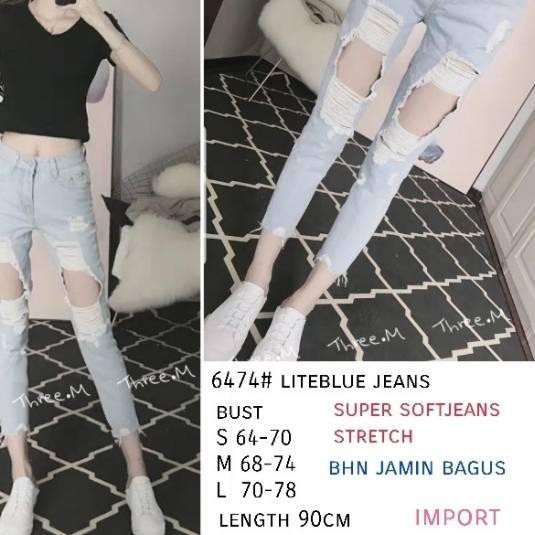 Three.M
Three.M
Three.M
Three.M
6474# LITEBLUE JEANS
BUST
SUPER SOFTJEANS
S 64-70
STRETCH
M 68-74
BHN JAMIN BAGUS
L 70-78
LENGTH 90CM
IMPORT